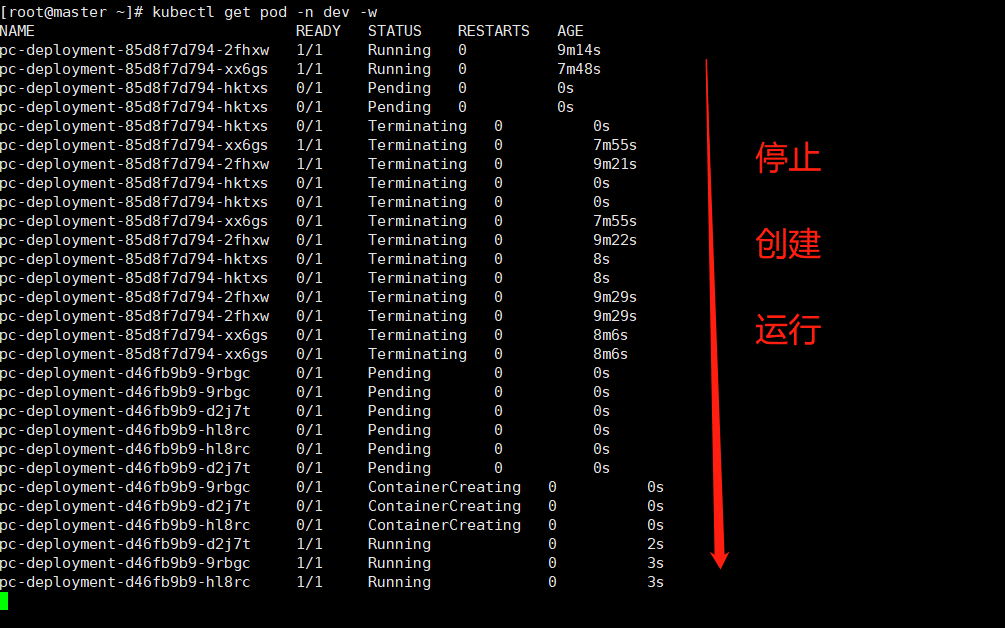 [root@master ~]# kubectl get pod -n dev -w
NAME READY STATUS RESTARTS AGE
pc-deployment-85d8f7d794-2fhxw 1/1 Running 0 9m14s
pc-deployment-85d8f7d794-xx6gs 1/1 Running 0 7m48s
pc-deployment-85d8f7d794-hktxs 0/1 Pending 0 0s
pc-deployment-85d8f7d794-hktxs 0/1 Pending 0 0s
pc-deployment-85d8f7d794-hktxs 0/1 Terminating 0 0s
pc-deployment-85d8f7d794-xx6gs 1/1 Terminating 0 7m55s
pc-deployment-85d8f7d794-2fhxw 1/1 Terminating 0 9m21s
pc-deployment-85d8f7d794-hktxs 0/1 Terminating 0 0s
pc-deployment-85d8f7d794-hktxs 0/1 Terminating 0 0s
pc-deployment-85d8f7d794-xx6gs 0/1 Terminating 0 7m55s
pc-deployment-85d8f7d794-2fhxw 0/1 Terminating 0 9m22s
pc-deployment-85d8f7d794-hktxs 0/1 Terminating 0 8s
pc-deployment-85d8f7d794-hktxs 0/1 Terminating 0 8s
pc-deployment-85d8f7d794-2fhxw 0/1 Terminating 0 9m29s
pc-deployment-85d8f7d794-2fhxw 0/1 Terminating 0 9m29s
pc-deployment-85d8f7d794-xx6gs 0/1 Terminating 0 8m6s
pc-deployment-85d8f7d794-xx6gs 0/1 Terminating 0 8m6s
pc-deployment-d46fb9b9-9rbgc 0/1 Pending 0 0s
pc-deployment-d46fb9b9-9rbgc 0/1 Pending 0 0s
pc-deployment-d46fb9b9-d2j7t 0/1 Pending 0 0s
pc-deployment-d46fb9b9-hl8rc 0/1 Pending 0 0s
pc-deployment-d46fb9b9-hl8rc 0/1 Pending 0 0s
pc-deployment-d46fb9b9-d2j7t 0/1 Pending 0 0s
pc-deployment-d46fb9b9-9rbgc 0/1 ContainerCreating 0 0s
pc-deployment-d46fb9b9-d2j7t 0/1 ContainerCreating 0 0s
pc-deployment-d46fb9b9-hl8rc 0/1 ContainerCreating 0 0s
pc-deployment-d46fb9b9-d2j7t 1/1 Running 0 2s
pc-deployment-d46fb9b9-9rbgc 1/1 Running 0 3s
pc-deployment-d46fb9b9-hl8rc 1/1 Running 0 3s
停止
创建
运行